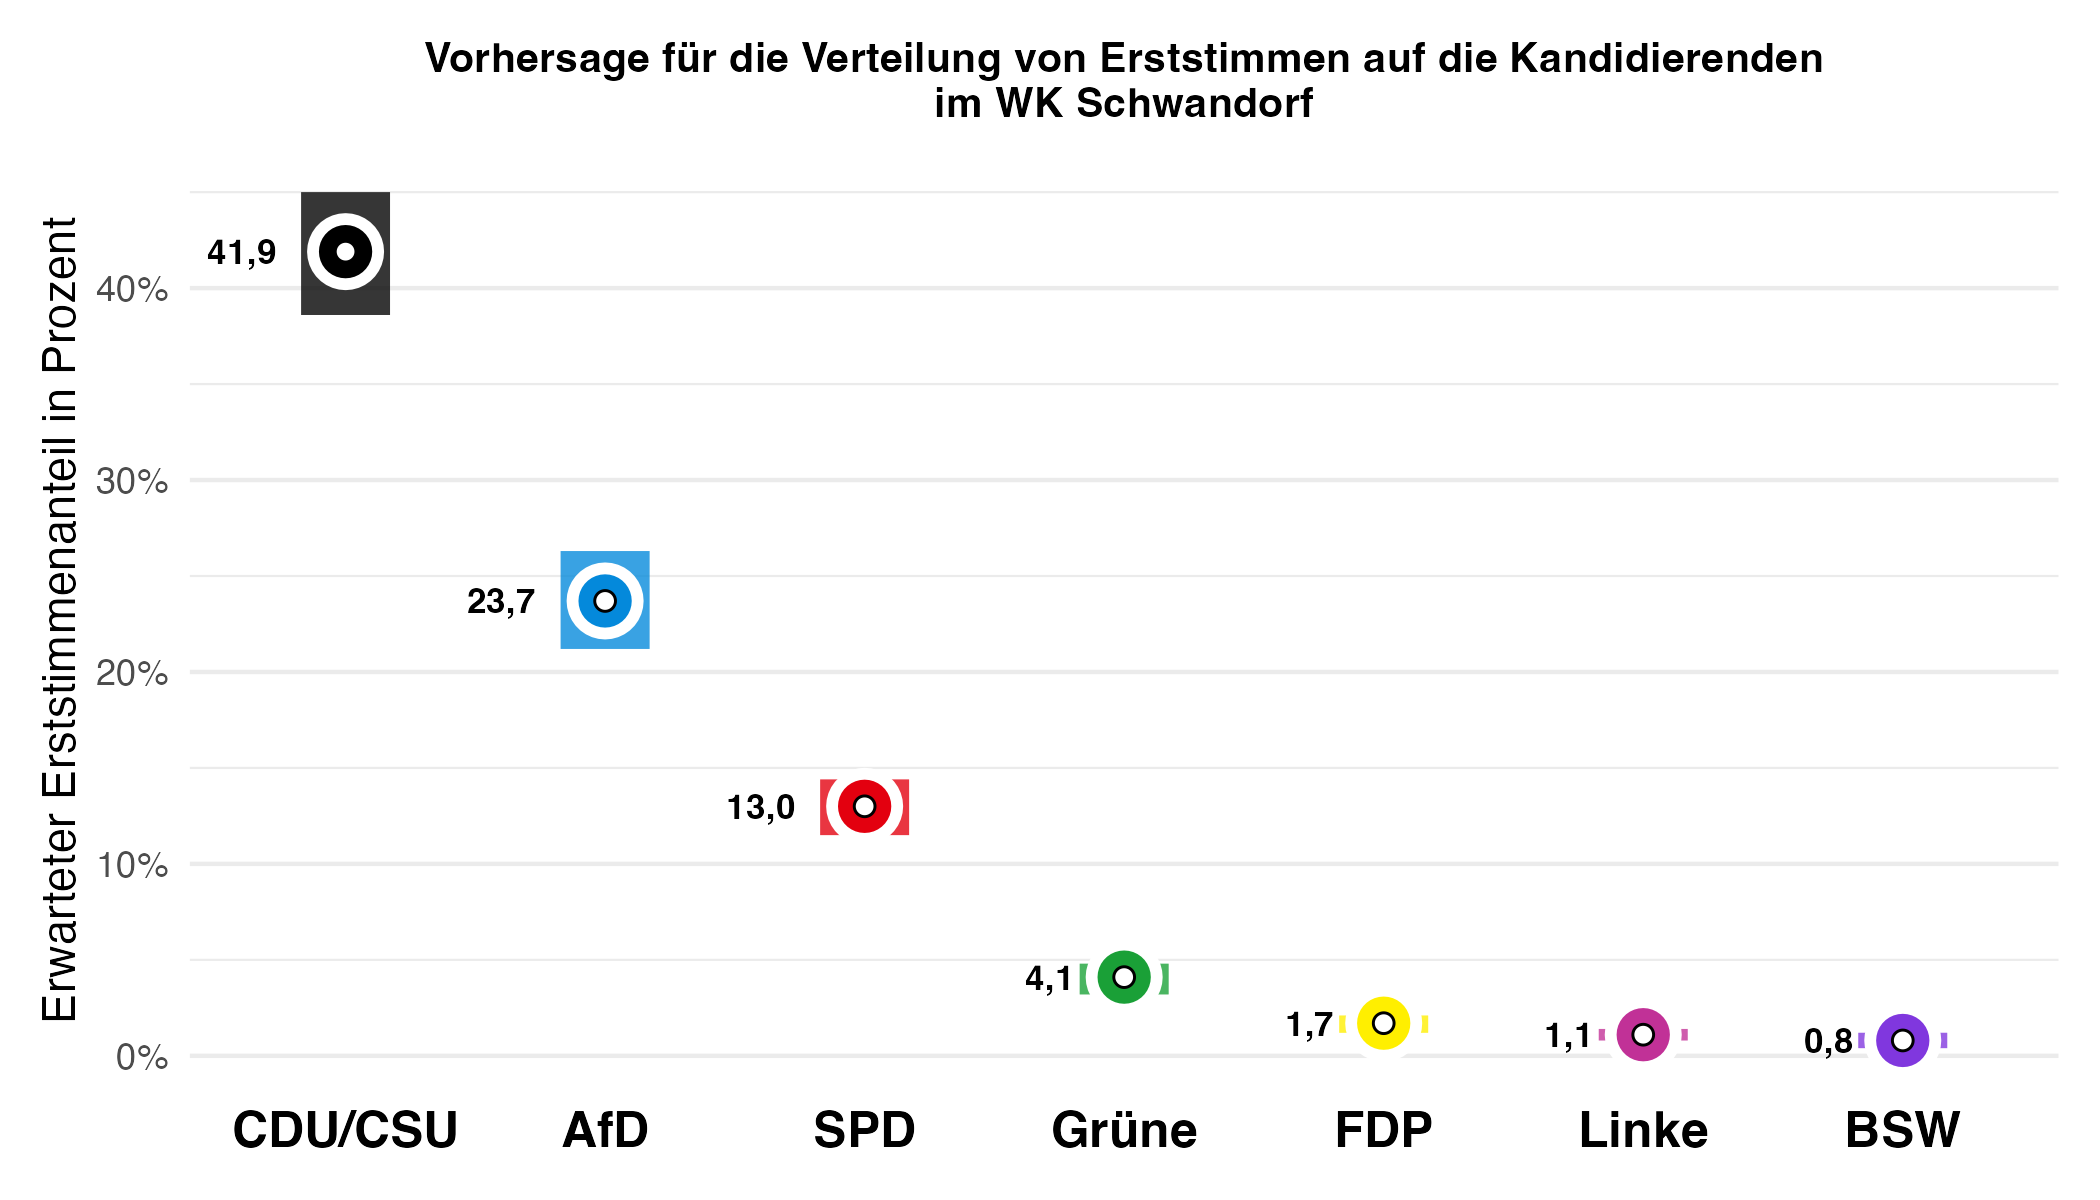 Vorhersage für die Verteilung von Erststimmen auf die Kandidierenden
im WK Schwandorf
Erwarteter Erststimmenanteil in Prozent
40%
30%
20%
10%
0%
41,9
23,7
13,0
4,1
1,7
1,1
0,8
CDU/CSU
AfD
SPD
Grüne
FDP
Linke
BSW